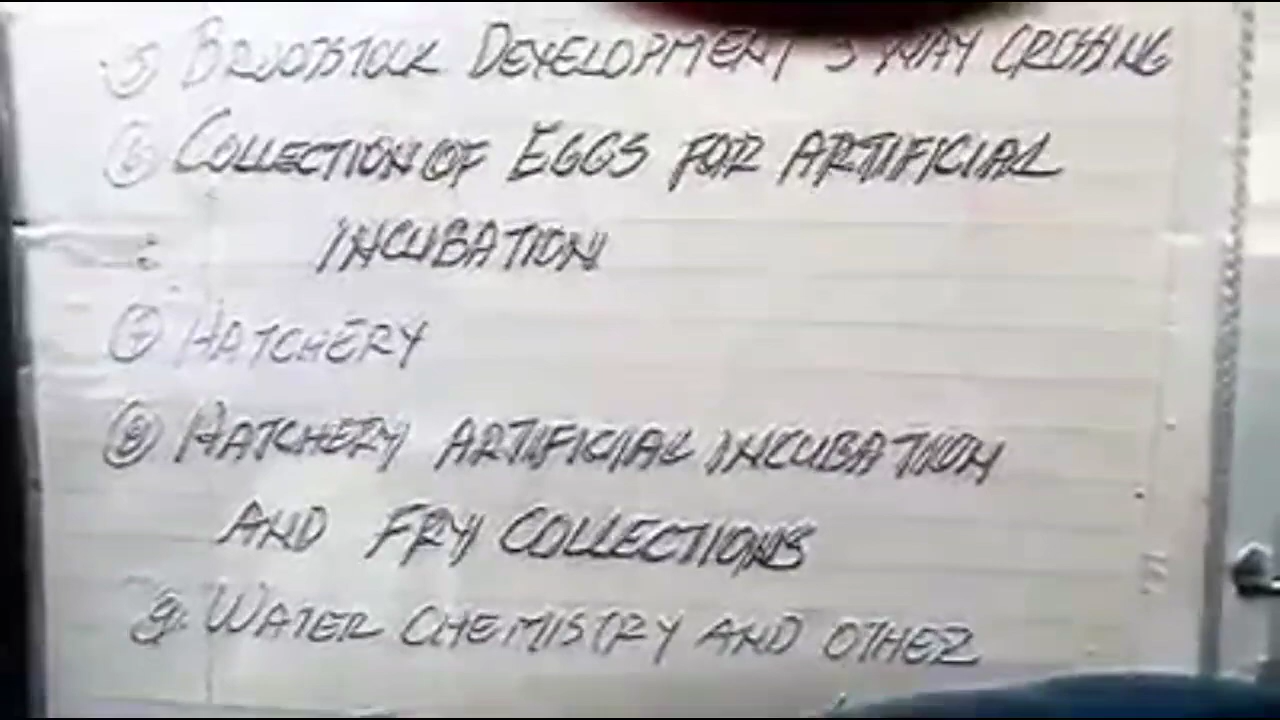 5 BROODSTOCK DEVELOPMENT 3 WAY CROSSING
6 COLLECTION OF EGGS FOR ARTIFICIAL
INCUBATION
7 HATCHERY
8 HATCHERY ARTIFICIAL INCUBATION
AND FRY COLLECTIONS
9. WATER CHEMISTRY AND OTHER